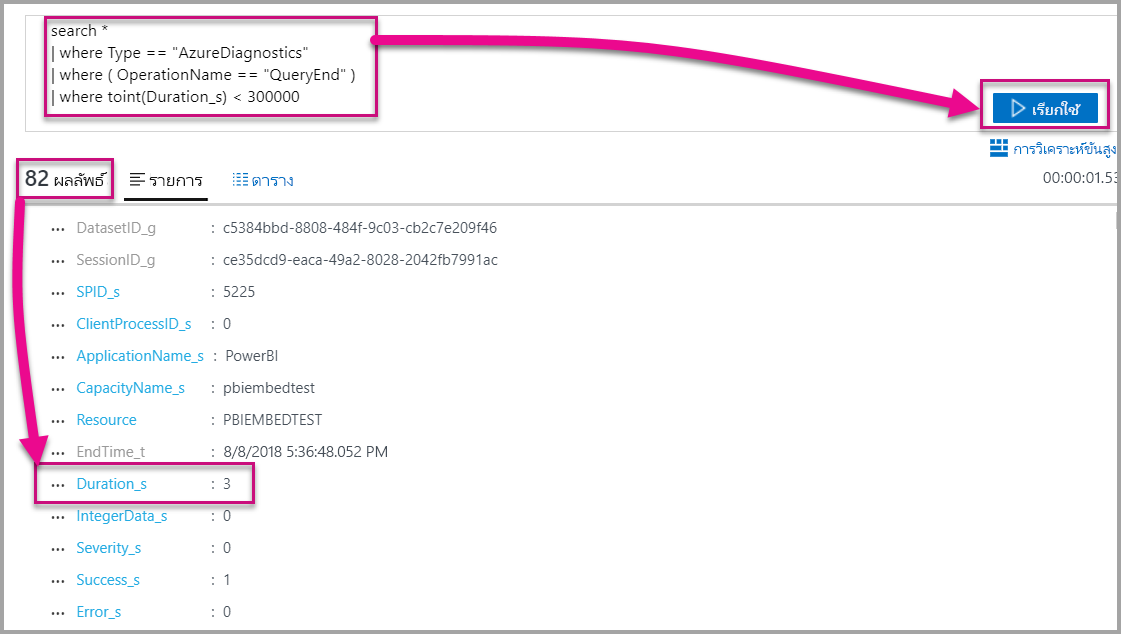 search *
| where Type == "AzureDiagnostics"
| where ( OperationName == "QueryEnd" )
| where toint(Duration_s) < 300000
เรียกใช้
การวิเคราะห์ขั้นสูง
82 ผลลัพธ์ รายการ ตาราง 00:00:01.53
... DatasetID_g : c5384bbd-8808-484f-9c03-cb2c7e209f46
... SessionID_g : ce35dcd9-eaca-49a2-8028-2042fb7991ac
... SPID_s : 5225
... ClientProcessID_s : 0
... ApplicationName_s : PowerBI
... CapacityName_s : pbiembedtest
... Resource : PBIEMBEDTEST
... EndTime_t : 8/8/2018 5:36:48.052 PM
... Duration_s : 3
... IntegerData_s : 0
... Severity_s : 0
... Success_s : 1
... Error_s : 0